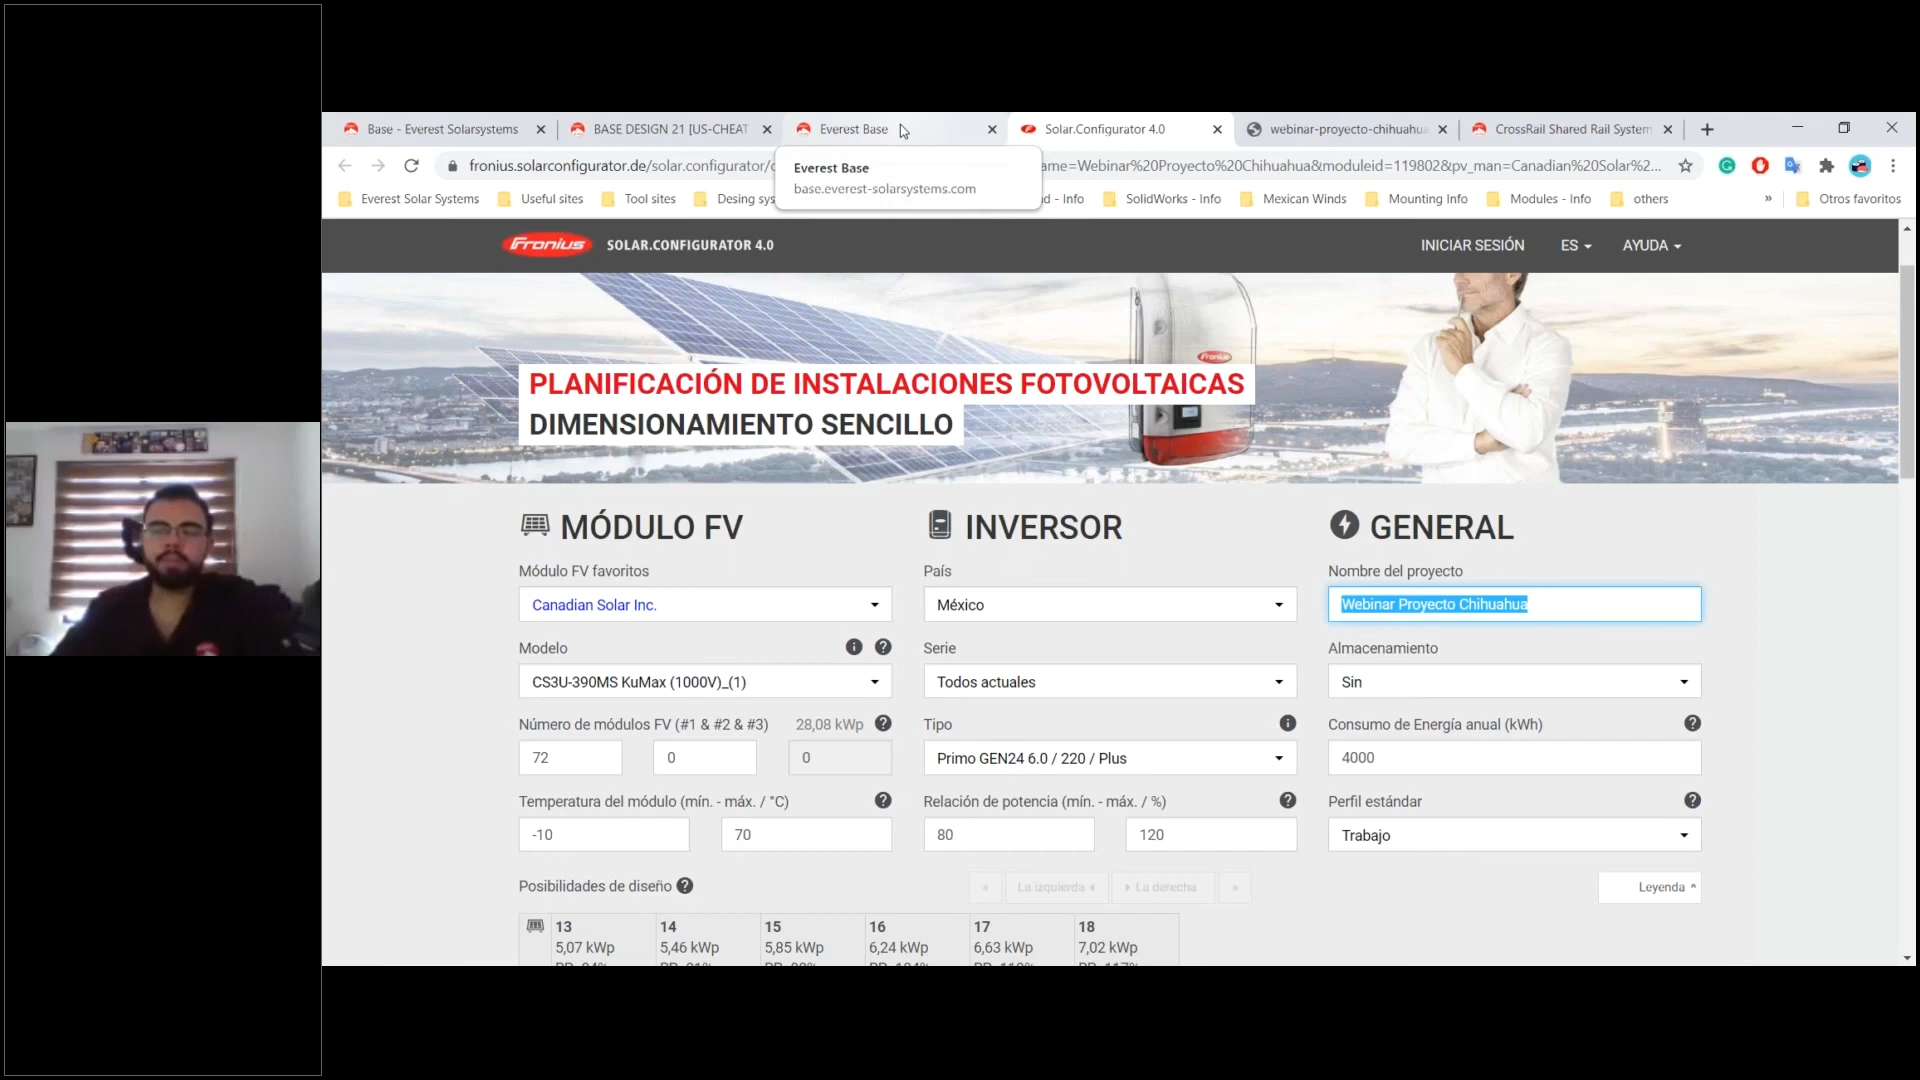 Base - Everest Solarsystems
BASE DESIGN 21 [US-CHEAT
Everest Base
Solar.Configurator 4.0
webinar-proyecto-chihuahua
CrossRail Shared Rail System
fronius.solarconfigurator.de/solar.configurator/
ame=Webinar%20Proyecto%20Chihuahua&moduleid=119802&pv_man=Canadian%20Solar%2...
Everest Base
base.everest-solarsystems.com
Everest Solar Systems
Useful sites
Tool sites
Desing sys
- Info
SolidWorks - Info
Mexican Winds
Mounting Info
Modules - Info
others
»
Otros favoritos
Fronius
SOLAR.CONFIGURATOR 4.0
INICIAR SESIÓN
ES
AYUDA
Fronius
PLANIFICACIÓN DE INSTALACIONES FOTOVOLTAICAS
DIMENSIONAMIENTO SENCILLO
MÓDULO FV
INVERSOR
GENERAL
Módulo FV favoritos
País
Nombre del proyecto
Canadian Solar Inc.
México
Webinar Proyecto Chihuahua
Modelo
Serie
Almacenamiento
CS3U-390MS KuMax (1000V)_(1)
Todos actuales
Sin
Número de módulos FV (#1 & #2 & #3)
28,08 kWp
Tipo
Consumo de Energía anual (kWh)
72
0
0
Primo GEN24 6.0 / 220 / Plus
4000
Temperatura del módulo (mín. - máx. / °C)
Relación de potencia (mín. - máx. / %)
Perfil estándar
-10
70
80
120
Trabajo
Posibilidades de diseño
«
La izquierda
La derecha
»
Leyenda
13
14
15
16
17
18
5,07 kWp
5,46 kWp
5,85 kWp
6,24 kWp
6,63 kWp
7,02 kWp